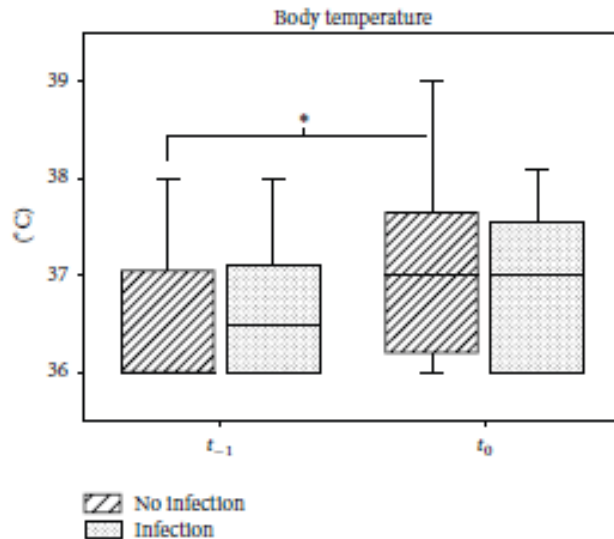 Body temperature
39
*
38
(°C)
37
36
t₋₁ t₀
No infection
Infection